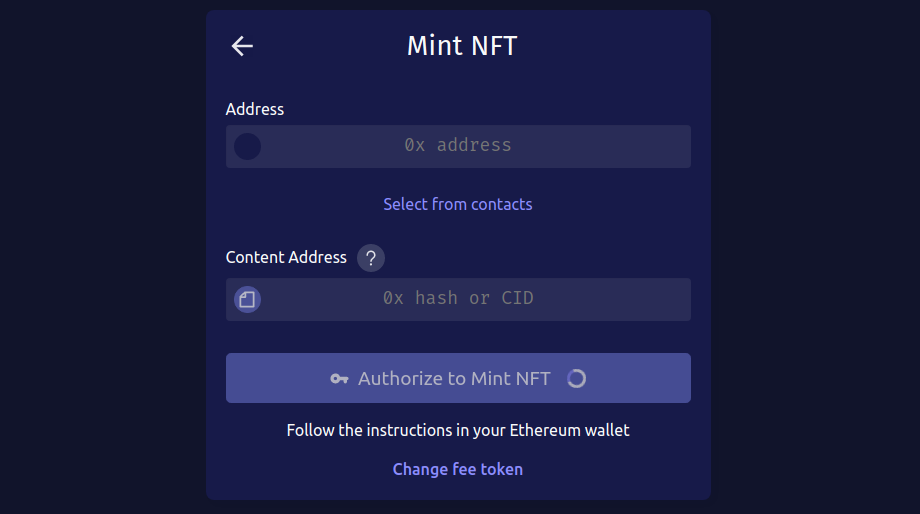 Mint NFT
Address
0x address
Select from contacts
Content Address ?
0x hash or CID
Authorize to Mint NFT
Follow the instructions in your Ethereum wallet
Change fee token